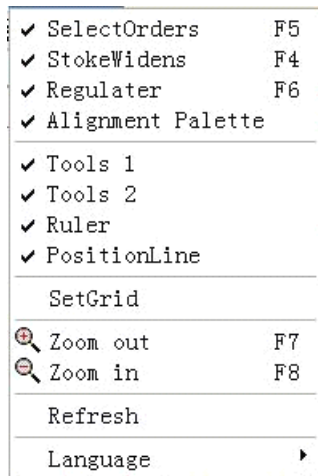 SelectOrders F5
StokeWidens F4
Regulater F6
Alignment Palette
Tools 1
Tools 2
Ruler
PositionLine
SetGrid
Zoom out F7
Zoom in F8
Refresh
Language